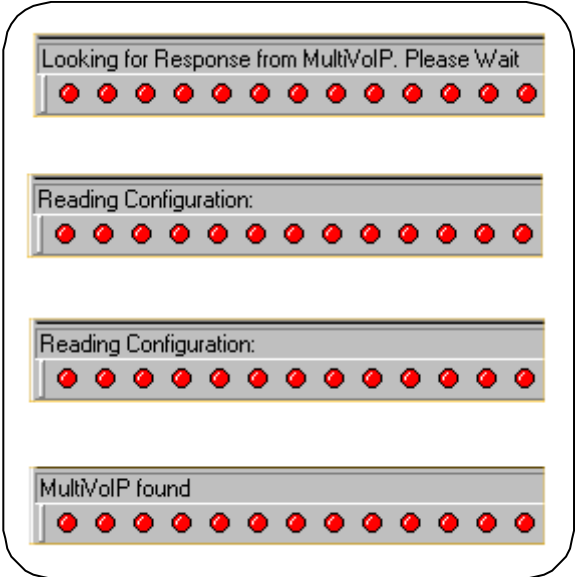 Looking for Response from MultiVoIP. Please Wait
Reading Configuration:
Reading Configuration:
MultiVoIP found